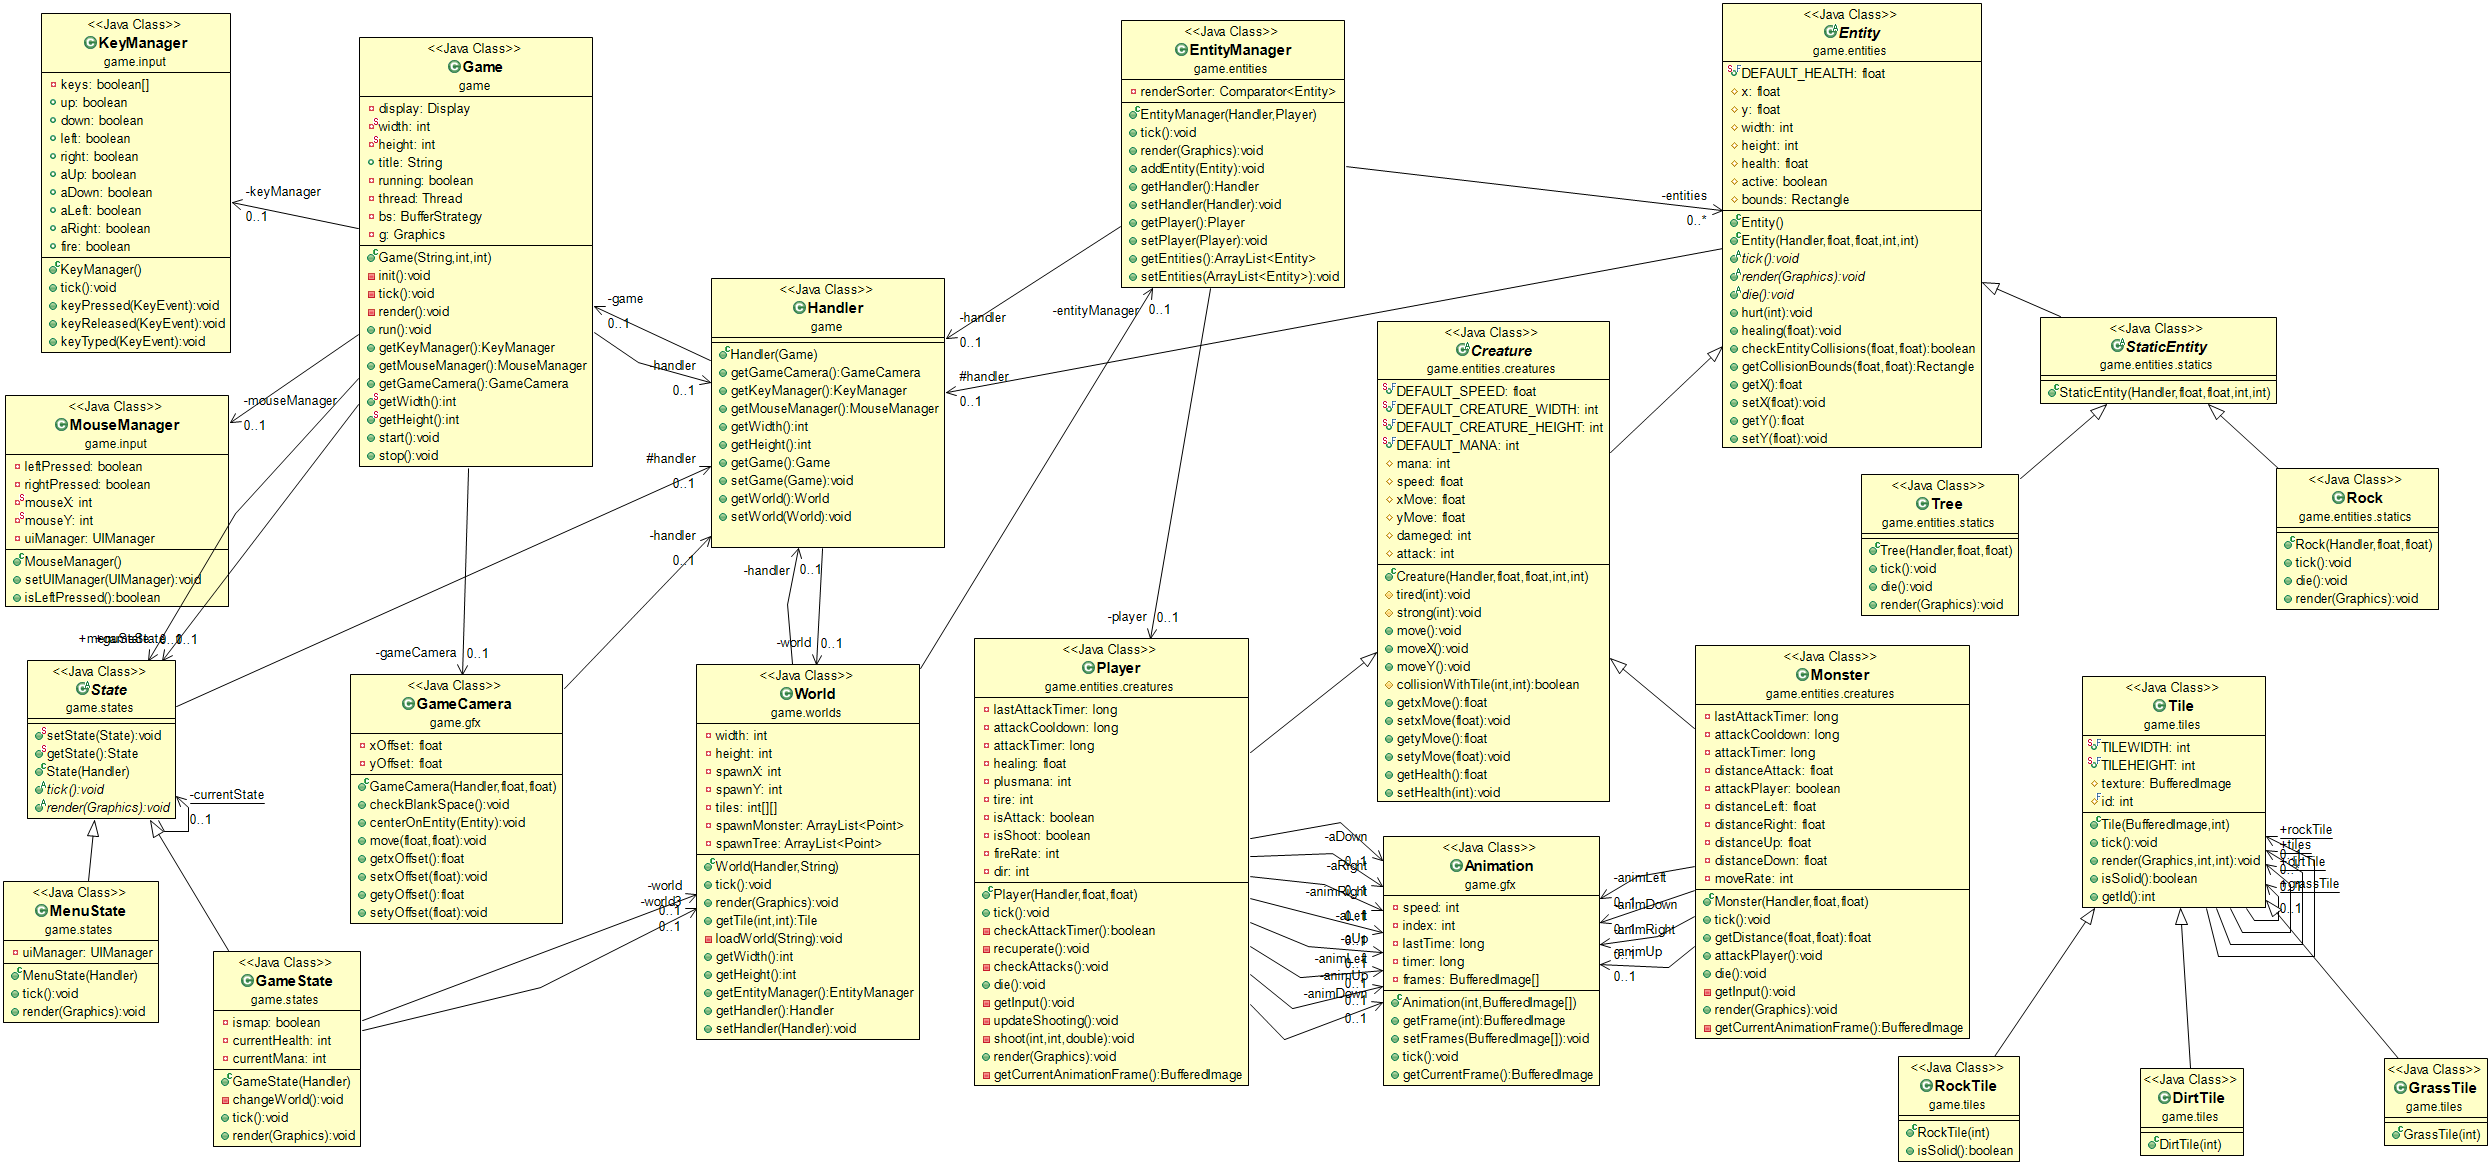 <<Java Class>>
KeyManager
game.input
keys: boolean[]
up: boolean
down: boolean
left: boolean
right: boolean
aUp: boolean
aDown: boolean
aLeft: boolean
aRight: boolean
fire: boolean
KeyManager()
tick():void
keyPressed(KeyEvent):void
keyReleased(KeyEvent):void
keyTyped(KeyEvent):void
<<Java Class>>
Game
game
display: Display
width: int
height: int
title: String
running: boolean
thread: Thread
bs: BufferStrategy
g: Graphics
Game(String,int,int)
init():void
tick():void
render():void
run():void
getKeyManager():KeyManager
getMouseManager():MouseManager
getGameCamera():GameCamera
getWidth():int
getHeight():int
start():void
stop():void
-keyManager
0..1
-mouseManager
0..1
<<Java Class>>
MouseManager
game.input
leftPressed: boolean
rightPressed: boolean
mouseX: int
mouseY: int
uiManager: UIManager
MouseManager()
setUIManager(UIManager):void
isLeftPressed():boolean
-game
0..1
-handler
0..1
<<Java Class>>
Handler
game
Handler(Game)
getGameCamera():GameCamera
getKeyManager():KeyManager
getMouseManager():MouseManager
getWidth():int
getHeight():int
getGame():Game
setGame(Game):void
getWorld():World
setWorld(World):void
#handler
0..1
-handler
0..1
-handler
0..1
-world
0..1
<<Java Class>>
EntityManager
game.entities
renderSorter: Comparator<Entity>
EntityManager(Handler,Player)
tick():void
render(Graphics):void
addEntity(Entity):void
getHandler():Handler
setHandler(Handler):void
getPlayer():Player
setPlayer(Player):void
getEntities():ArrayList<Entity>
setEntities(ArrayList<Entity>):void
-entityManager
0..1
-handler
0..1
#handler
0..1
-entities
0..*
-player
0..1
<<Java Class>>
Entity
game.entities
DEFAULT_HEALTH: float
x: float
y: float
width: int
height: int
health: float
active: boolean
bounds: Rectangle
Entity()
Entity(Handler,float,float,int,int)
tick():void
render(Graphics):void
die():void
hurt(int):void
healing(float):void
checkEntityCollisions(float,float):boolean
getCollisionBounds(float,float):Rectangle
getX():float
setX(float):void
getY():float
setY(float):void
<<Java Class>>
StaticEntity
game.entities.statics
StaticEntity(Handler,float,float,int,int)
<<Java Class>>
Tree
game.entities.statics
Tree(Handler,float,float)
tick():void
die():void
render(Graphics):void
<<Java Class>>
Rock
game.entities.statics
Rock(Handler,float,float)
tick():void
die():void
render(Graphics):void
<<Java Class>>
Creature
game.entities.creatures
DEFAULT_SPEED: float
DEFAULT_CREATURE_WIDTH: int
DEFAULT_CREATURE_HEIGHT: int
DEFAULT_MANA: int
mana: int
speed: float
xMove: float
yMove: float
dameged: int
attack: int
Creature(Handler,float,float,int,int)
tired(int):void
strong(int):void
move():void
moveX():void
moveY():void
collisionWithTile(int,int):boolean
getxMove():float
setxMove(float):void
getyMove():float
setyMove(float):void
getHealth():float
setHealth(int):void
<<Java Class>>
State
game.states
setState(State):void
getState():State
State(Handler)
tick():void
render(Graphics):void
-currentState
0..1
-gameCamera
0..1
<<Java Class>>
GameCamera
game.gfx
xOffset: float
yOffset: float
GameCamera(Handler,float,float)
checkBlankSpace():void
centerOnEntity(Entity):void
move(float,float):void
getxOffset():float
setxOffset(float):void
getyOffset():float
setyOffset(float):void
<<Java Class>>
World
game.worlds
width: int
height: int
spawnX: int
spawnY: int
tiles: int[][]
spawnMonster: ArrayList<Point>
spawnTree: ArrayList<Point>
World(Handler,String)
tick():void
render(Graphics):void
getTile(int,int):Tile
loadWorld(String):void
getWidth():int
getHeight():int
getEntityManager():EntityManager
getHandler():Handler
setHandler(Handler):void
-world
-world3
0..1
0..1
<<Java Class>>
MenuState
game.states
uiManager: UIManager
MenuState(Handler)
tick():void
render(Graphics):void
<<Java Class>>
GameState
game.states
ismap: boolean
currentHealth: int
currentMana: int
GameState(Handler)
changeWorld():void
tick():void
render(Graphics):void
<<Java Class>>
Player
game.entities.creatures
lastAttackTimer: long
attackCooldown: long
attackTimer: long
healing: float
plusmana: int
tire: int
isAttack: boolean
isShoot: boolean
fireRate: int
dir: int
Player(Handler,float,float)
tick():void
checkAttackTimer():boolean
recuperate():void
checkAttacks():void
die():void
getInput():void
updateShooting():void
shoot(int,int,double):void
render(Graphics):void
getCurrentAnimationFrame():BufferedImage
-aDown
-aRight
-animRight
-aLeft
-aUp
-animLeft
-animUp
-animDown
0..1
<<Java Class>>
Animation
game.gfx
speed: int
index: int
lastTime: long
timer: long
frames: BufferedImage[]
Animation(int,BufferedImage[])
getFrame(int):BufferedImage
setFrames(BufferedImage[]):void
tick():void
getCurrentFrame():BufferedImage
-animLeft
0..1
-animDown
0..1
-animRight
0..1
-animUp
0..1
<<Java Class>>
Monster
game.entities.creatures
lastAttackTimer: long
attackCooldown: long
attackTimer: long
distanceAttack: float
attackPlayer: boolean
distanceLeft: float
distanceRight: float
distanceUp: float
distanceDown: float
moveRate: int
Monster(Handler,float,float)
tick():void
getDistance(float,float):float
attackPlayer():void
die():void
getInput():void
render(Graphics):void
getCurrentAnimationFrame():BufferedImage
<<Java Class>>
Tile
game.tiles
TILEWIDTH: int
TILEHEIGHT: int
texture: BufferedImage
id: int
Tile(BufferedImage,int)
tick():void
render(Graphics,int,int):void
isSolid():boolean
getId():int
+rockTile
+tiles
+dirtTile
+grassTile
0..1
<<Java Class>>
RockTile
game.tiles
RockTile(int)
isSolid():boolean
<<Java Class>>
DirtTile
game.tiles
DirtTile(int)
<<Java Class>>
GrassTile
game.tiles
GrassTile(int)